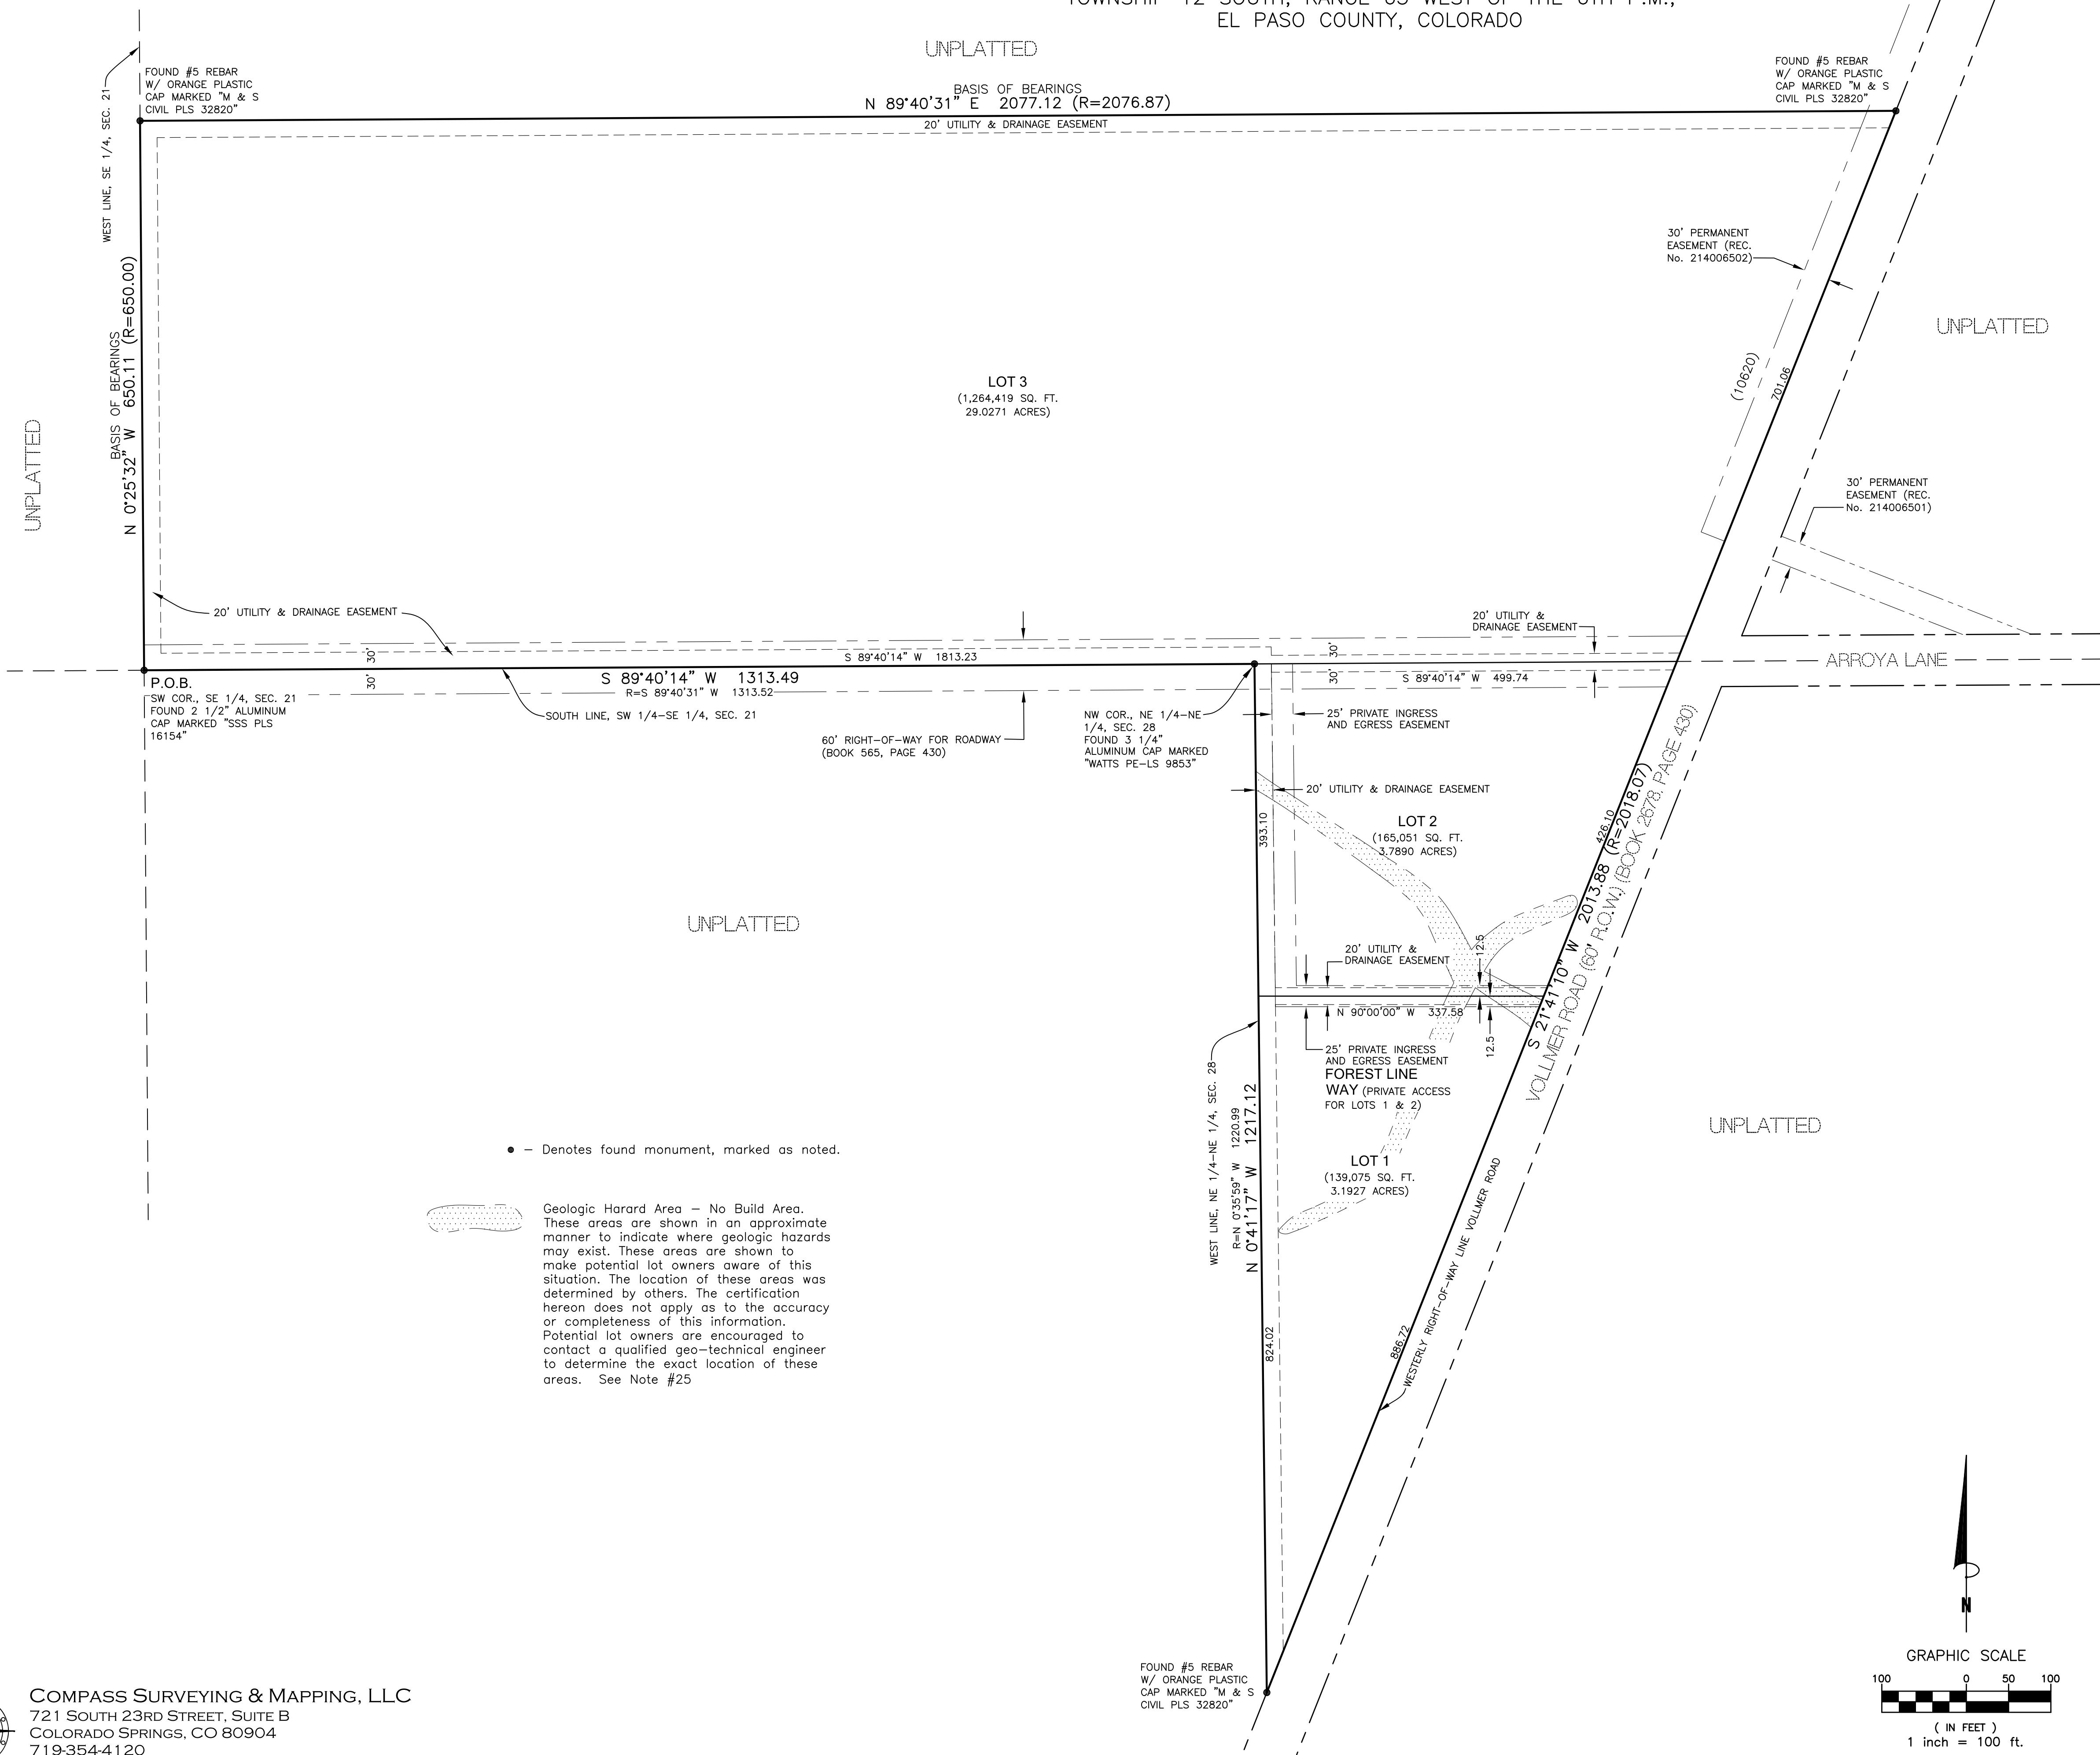 TOWNSHIP 12 SOUTH, RANGE 65 WEST OF THE 6TH P.M.,
EL PASO COUNTY, COLORADO
UNPLATTED
FOUND #5 REBAR
W/ ORANGE PLASTIC
CAP MARKED "M & S
CIVIL PLS 32820"
FOUND #5 REBAR
W/ ORANGE PLASTIC
CAP MARKED "M & S
CIVIL PLS 32820"
BASIS OF BEARINGS
N 89°40'31" E 2077.12 (R=2076.87)
20' UTILITY & DRAINAGE EASEMENT
WEST LINE, SE 1/4, SEC. 21
BASIS OF BEARINGS
N 0°25'32" W 650.11 (R=650.00)
UNPLATTED
30' PERMANENT
EASEMENT (REC.
No. 214006502)
UNPLATTED
LOT 3
(1,264,419 SQ. FT.
29.0271 ACRES)
(10620)
701.06
30' PERMANENT
EASEMENT (REC.
No. 214006501)
20' UTILITY & DRAINAGE EASEMENT
20' UTILITY &
DRAINAGE EASEMENT
30'
30'
S 89°40'14" W 1813.23
30'
30'
ARROYA LANE
P.O.B.
SW COR., SE 1/4, SEC. 21
FOUND 2 1/2" ALUMINUM
CAP MARKED "SSS PLS
16154"
S 89°40'14" W 1313.49
R=S 89°40'31" W 1313.52
S 89°40'14" W 499.74
SOUTH LINE, SW 1/4-SE 1/4, SEC. 21
60' RIGHT-OF-WAY FOR ROADWAY
(BOOK 565, PAGE 430)
NW COR., NE 1/4-NE
1/4, SEC. 28
FOUND 3 1/4"
ALUMINUM CAP MARKED
"WATTS PE-LS 9853"
25' PRIVATE INGRESS
AND EGRESS EASEMENT
20' UTILITY & DRAINAGE EASEMENT
393.10
LOT 2
(165,051 SQ. FT.
3.7890 ACRES)
426.10
S 21°41'10" W 2013.88 (R=2018.07)
VOLLMER ROAD (60' R.O.W.) (BOOK 2678, PAGE 430)
UNPLATTED
20' UTILITY &
DRAINAGE EASEMENT
12.5
N 90°00'00" W 337.58
12.5
25' PRIVATE INGRESS
AND EGRESS EASEMENT
FOREST LINE
WAY (PRIVATE ACCESS
FOR LOTS 1 & 2)
WEST LINE, NE 1/4-NE 1/4, SEC. 28
R=N 0°35'59" W 1220.99
N 0°41'17" W 1217.12
UNPLATTED
LOT 1
(139,075 SQ. FT.
3.1927 ACRES)
– Denotes found monument, marked as noted.
Geologic Harard Area – No Build Area.
These areas are shown in an approximate
manner to indicate where geologic hazards
may exist. These areas are shown to
make potential lot owners aware of this
situation. The location of these areas was
determined by others. The certification
hereon does not apply as to the accuracy
or completeness of this information.
Potential lot owners are encouraged to
contact a qualified geo-technical engineer
to determine the exact location of these
areas. See Note #25
824.02
886.72
WESTERLY RIGHT-OF-WAY LINE VOLLMER ROAD
FOUND #5 REBAR
W/ ORANGE PLASTIC
CAP MARKED "M & S
CIVIL PLS 32820"
N
GRAPHIC SCALE
100 0 50 100
( IN FEET )
1 inch = 100 ft.
COMPASS SURVEYING & MAPPING, LLC
721 SOUTH 23RD STREET, SUITE B
COLORADO SPRINGS, CO 80904
719-354-4120